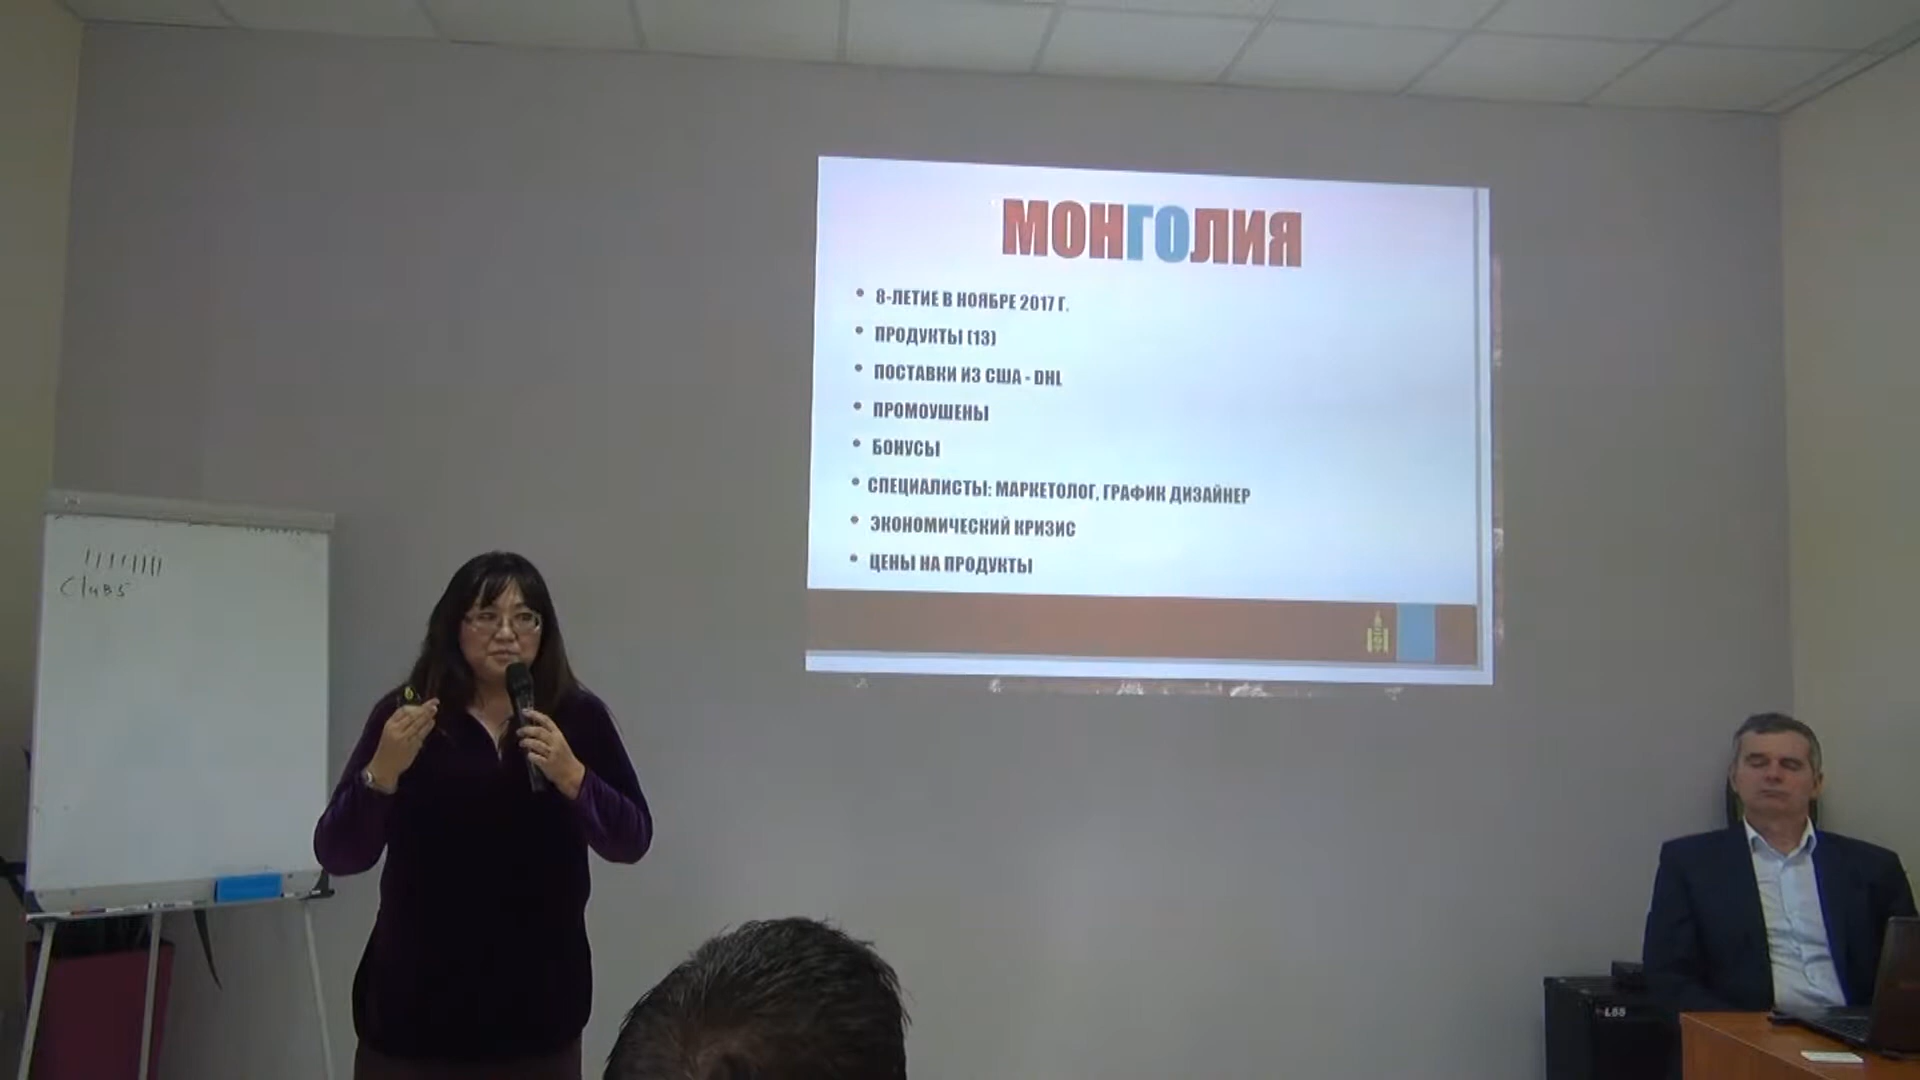 МОНГОЛИЯ
• 8-ЛЕТИЕ В НОЯБРЕ 2017 Г.
• ПРОДУКТЫ (13)
• ПОСТАВКИ ИЗ США - DHL
• ПРОМОУШЕНЫ
• БОНУСЫ
• СПЕЦИАЛИСТЫ: МАРКЕТОЛОГ, ГРАФИК ДИЗАЙНЕР
• ЭКОНОМИЧЕСКИЙ КРИЗИС
• ЦЕНЫ НА ПРОДУКТЫ
L55